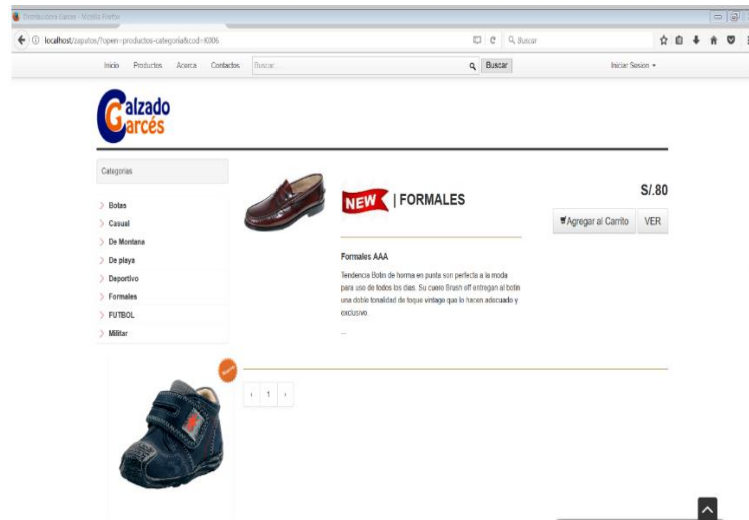 Distribuidora Garces - Mozilla Firefox
localhost/zapatos/?open=productos-categoria&cod=K006
Buscar
Inicio Productos Acerca Contactos Buscar... Buscar Iniciar Sesion
Calzado
Garcés
Categorias
Botas
Casual
De Montana
De playa
Deportivo
Formales
FUTBOL
Militar
NEW | FORMALES
S/.80
Agregar al Carrito VER
Formales AAA
Tendencia Botin de horma en punta son perfecta a la moda
para uso de todos los dias. Su cuero Brush off entregan al botin
una doble tonalidad de toque vintage que lo hacen adecuado y
exclusivo.
...
‹ 1 ›